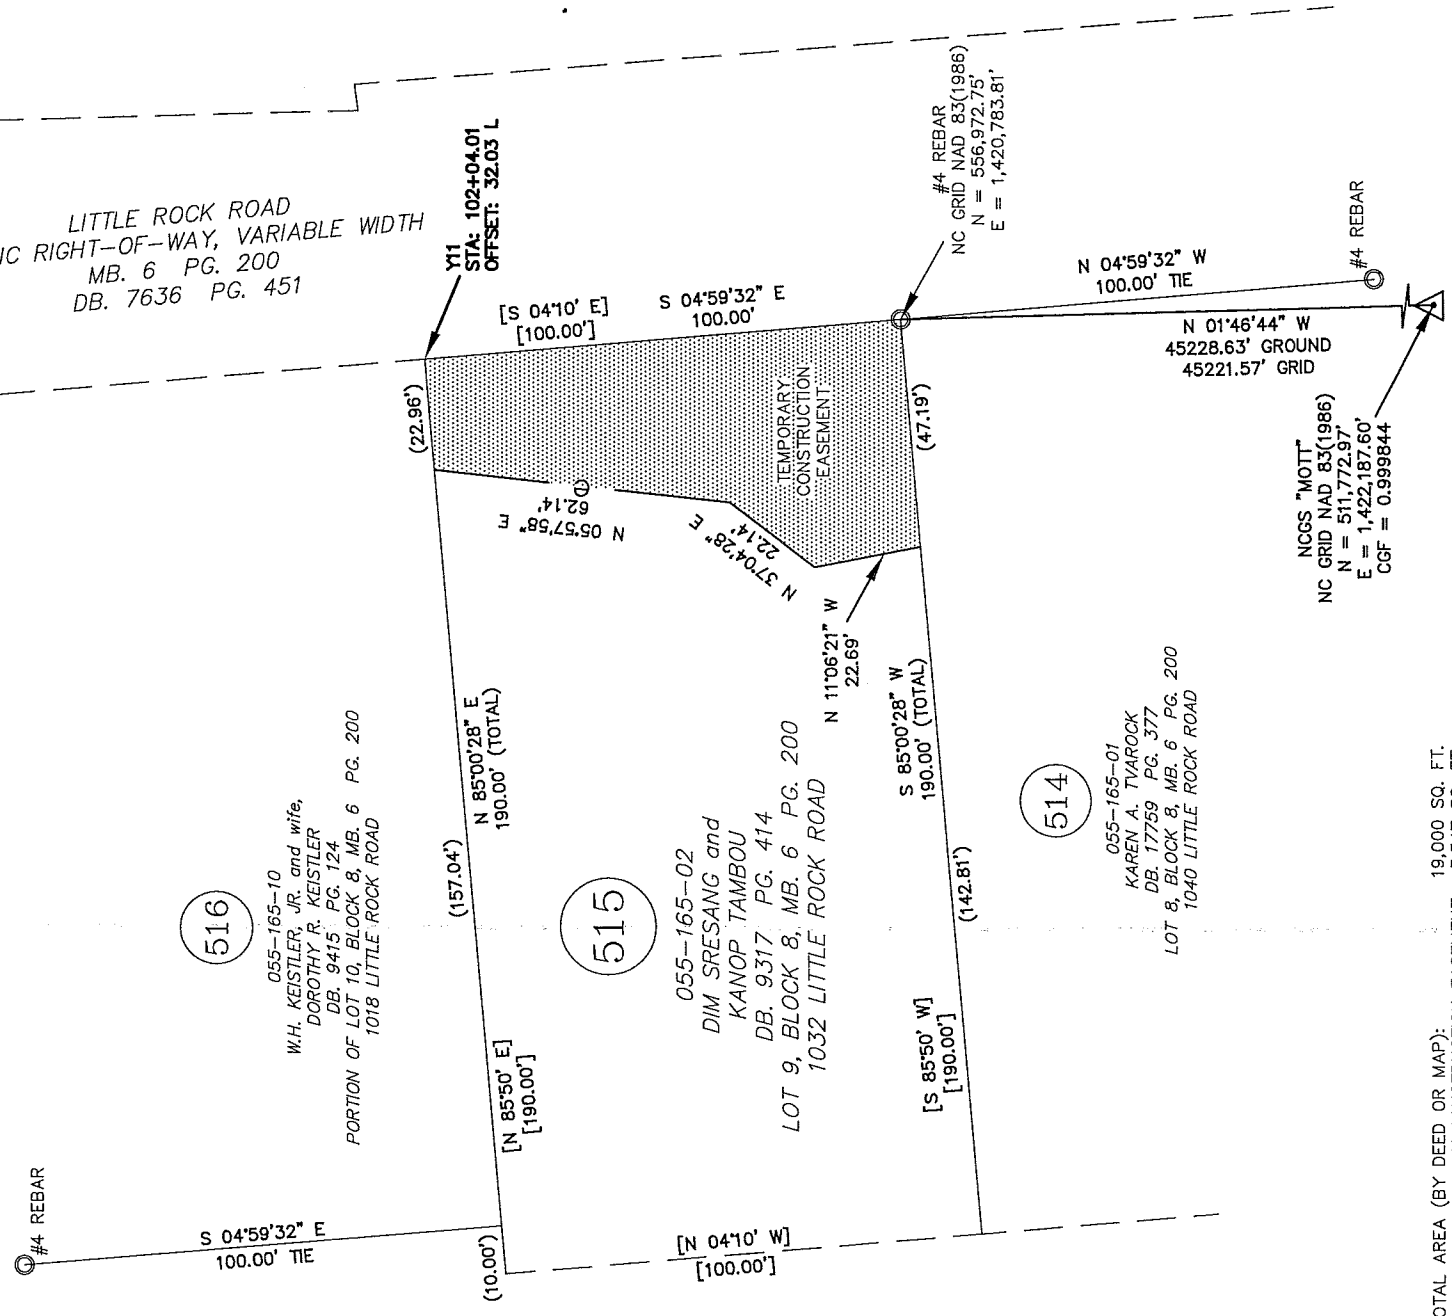 LITTLE ROCK ROAD
RIGHT-OF-WAY, VARIABLE WIDTH
MB. 6 PG. 200
DB. 7636 PG. 451
Y11
STA: 102+04.01
OFFSET: 32.03 L
[S 04°10' E]
[100.00']
S 04°59'32" E
100.00'
#4 REBAR
NC GRID NAD 83(1986)
N = 556,972.75'
E = 1,420,783.81'
N 04°59'32" W
100.00' TIE
#4 REBAR
N 01°46'44" W
45228.63' GROUND
45221.57' GRID
NCGS "MOTT"
NC GRID NAD 83(1986)
N = 511,772.97'
E = 1,422,187.60'
CGF = 0.999844
(22.96')
TEMPORARY
CONSTRUCTION
EASEMENT
(47.19')
N 05°57'58" E
62.14'
N 37°04'28" E
22.14'
N 11°06'21" W
22.69'
N 85°00'28" E
190.00' (TOTAL)
(157.04')
S 85°00'28" W
190.00' (TOTAL)
(142.81')
516
055-165-10
W.H. KEISTLER, JR. and wife,
DOROTHY R. KEISTLER
DB. 9415 PG. 124
PORTION OF LOT 10, BLOCK 8, MB. 6 PG. 200
1018 LITTLE ROCK ROAD
515
055-165-02
DIM SRESANG and
KANOP TAMBOU
DB. 9317 PG. 414
LOT 9, BLOCK 8, MB. 6 PG. 200
1032 LITTLE ROCK ROAD
514
055-165-01
KAREN A. TVAROCK
DB. 17759 PG. 377
LOT 8, BLOCK 8, MB. 6 PG. 200
1040 LITTLE ROCK ROAD
[N 85°50' E]
[190.00']
[S 85°50' W]
[190.00']
#4 REBAR
S 04°59'32" E
100.00' TIE
(10.00')
[N 04°10' W]
[100.00']
AREA (BY DEED OR MAP): 19,000 SQ. FT.